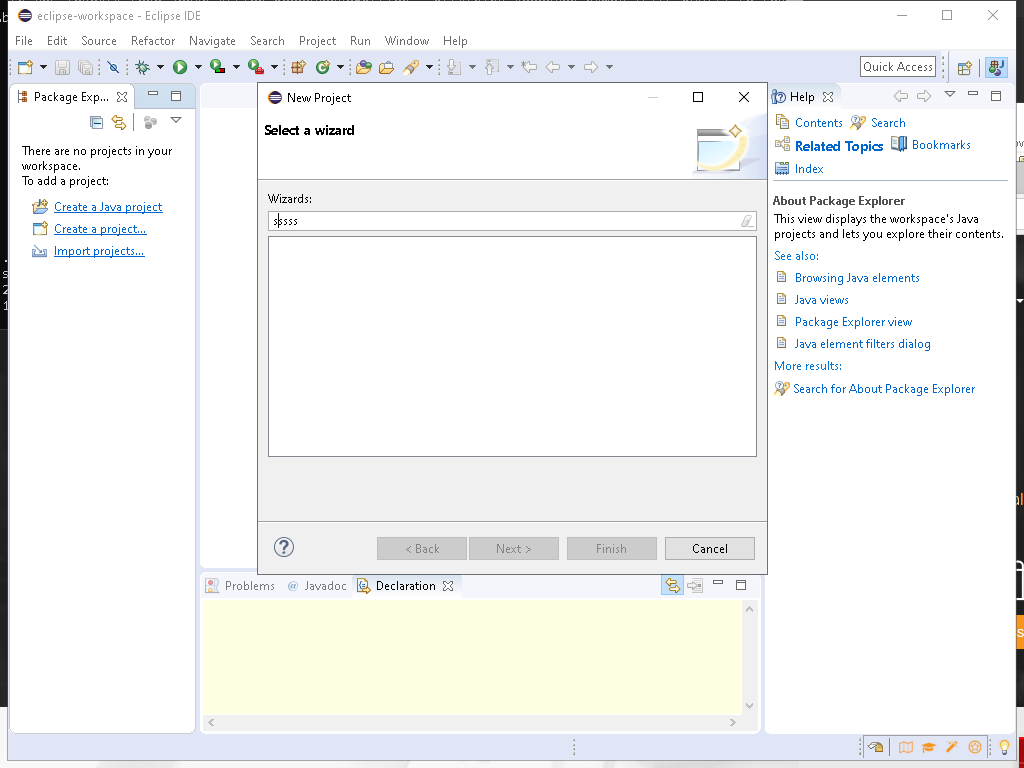 eclipse-workspace - Eclipse IDE
File Edit Source Refactor Navigate Search Project Run Window Help
Quick Access
Package Exp...
There are no projects in your
workspace.
To add a project:
Create a Java project
Create a project...
Import projects...
New Project
Select a wizard
Wizards:
sssss
< Back Next > Finish Cancel
Problems @ Javadoc Declaration
Help
Contents Search
Related Topics Bookmarks
Index
About Package Explorer
This view displays the workspace's Java
projects and lets you explore their contents.
See also:
Browsing Java elements
Java views
Package Explorer view
Java element filters dialog
More results:
Search for About Package Explorer